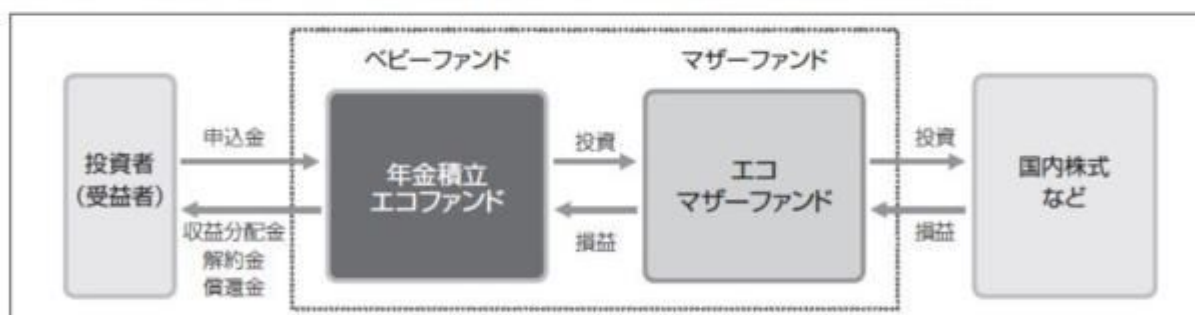 ベビーファンド
マザーファンド
投資者
(受益者)
申込金
収益分配金
解約金
償還金
年金積立
エコファンド
投資
損益
エコ
マザーファンド
投資
損益
国内株式
など